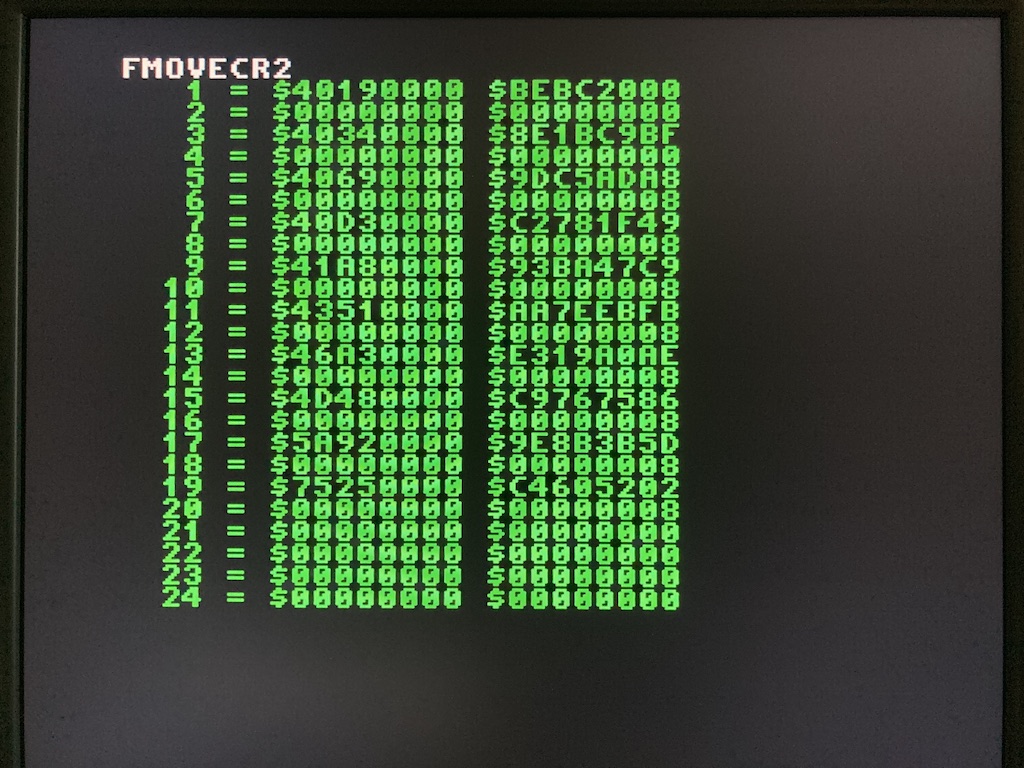 FMOVECR2
1 = $40190000 $BEBC2000
2 = $00000000 $00000000
3 = $40340000 $8E1BC9BF
4 = $00000000 $00000000
5 = $40690000 $9DC5ADA8
6 = $00000000 $00000008
7 = $40D30000 $C2781F49
8 = $00000000 $00000008
9 = $41A80000 $93BA47C9
10 = $00000000 $00000008
11 = $43510000 $AA7EEBFB
12 = $00000000 $00000008
13 = $46A30000 $E319A0AE
14 = $00000000 $00000008
15 = $4D480000 $C9767586
16 = $00000000 $00000008
17 = $5A920000 $9E8B3B5D
18 = $00000000 $00000008
19 = $75250000 $C4605202
20 = $00000000 $00000008
21 = $00000000 $00000000
22 = $00000000 $00000000
23 = $00000000 $00000000
24 = $00000000 $00000000